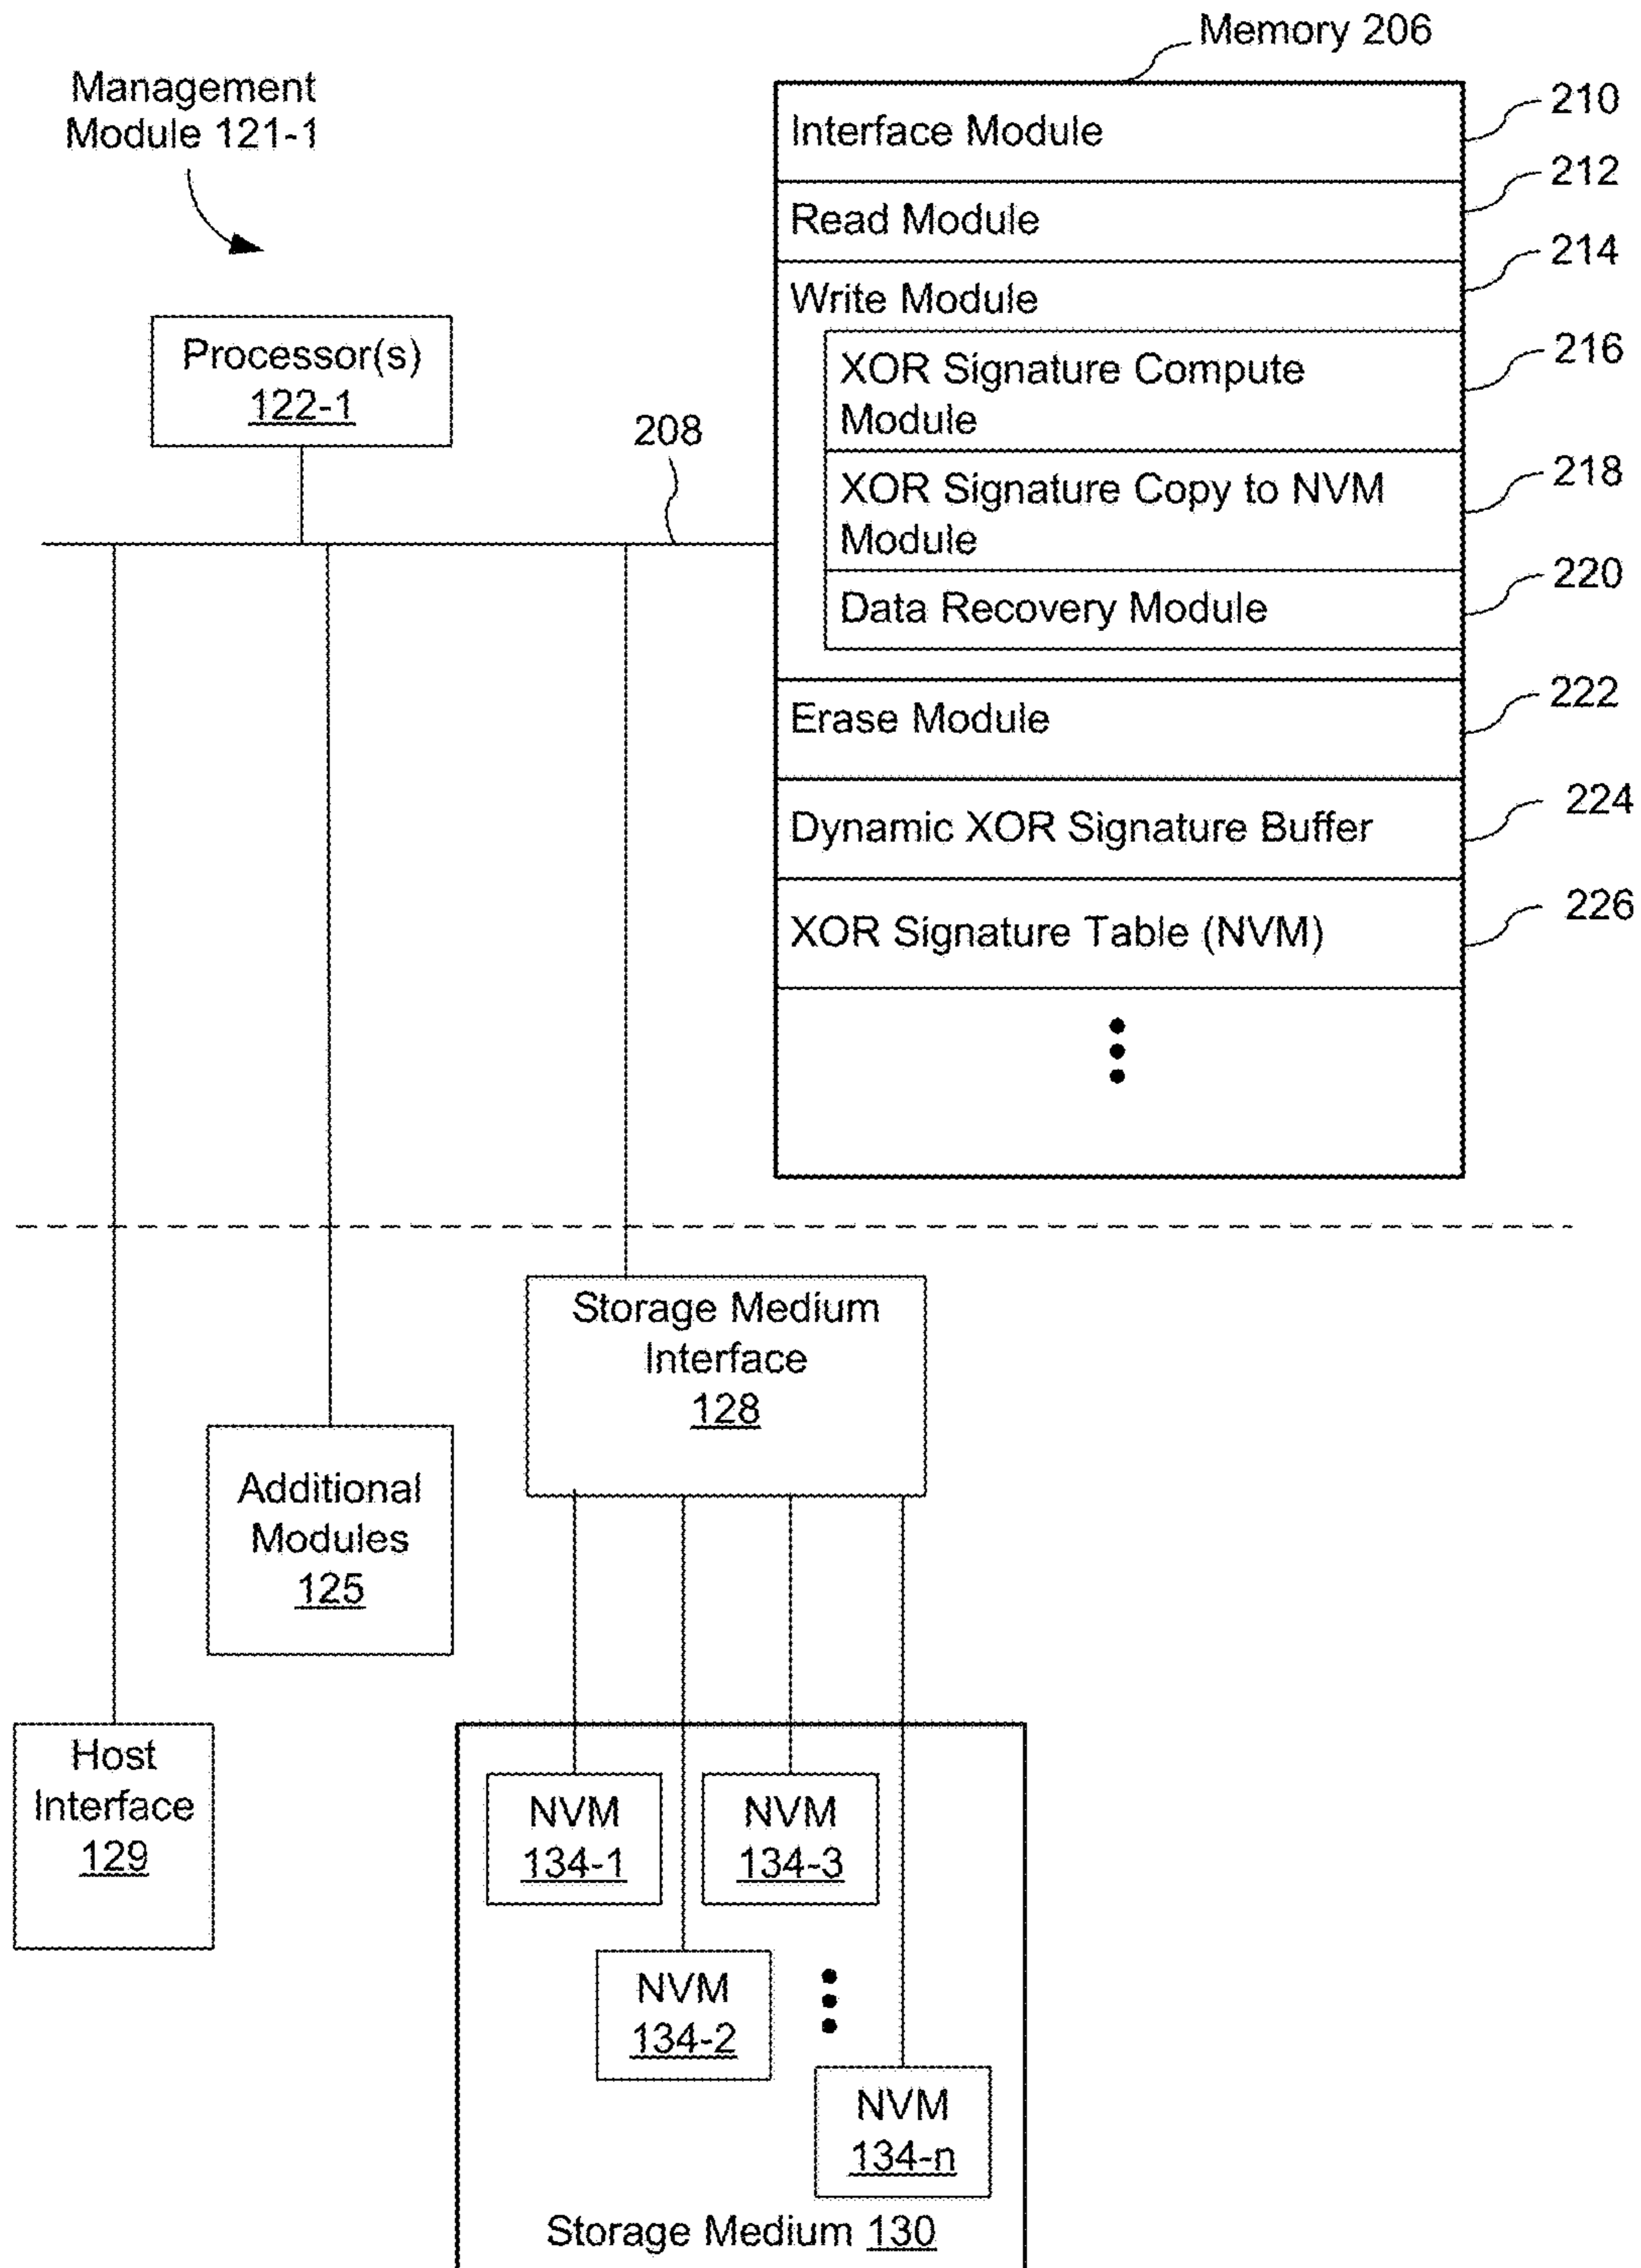 Memory 206
Management
Module 121-1
Interface Module
210
Read Module
212
Write Module
214
XOR Signature Compute
Module
216
XOR Signature Copy to NVM
Module
218
Data Recovery Module
220
Erase Module
222
Dynamic XOR Signature Buffer
224
XOR Signature Table (NVM)
226
Processor(s)
122-1
208
Storage Medium
Interface
128
Additional
Modules
125
Host
Interface
129
NVM
134-1
NVM
134-3
NVM
134-2
NVM
134-n
Storage Medium 130